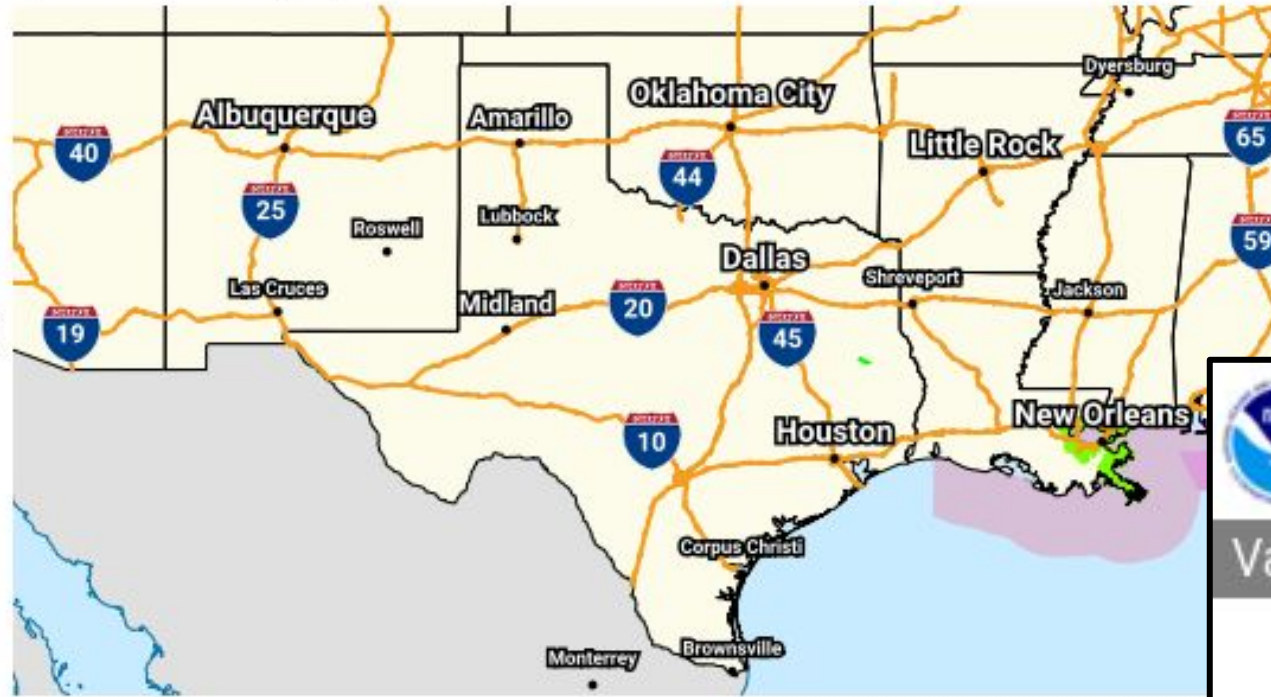 Dyersburg
Oklahoma City
Albuquerque
Amarillo
65
40
Little Rock
44
25
Lubbock
Roswell
59
Dallas
Shreveport
Las Cruces
Midland
20
Jackson
19
45
New Orleans
10
Houston
Corpus Christi
Brownsville
Monterrey